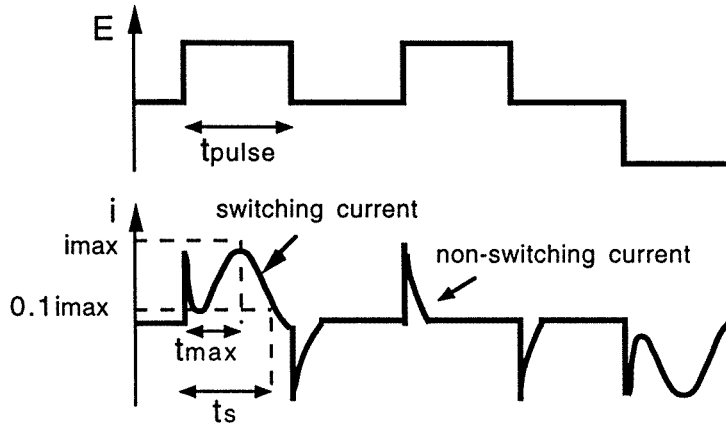 E
tpulse
i
switching current
imax
non-switching current
0.1imax
tmax
ts